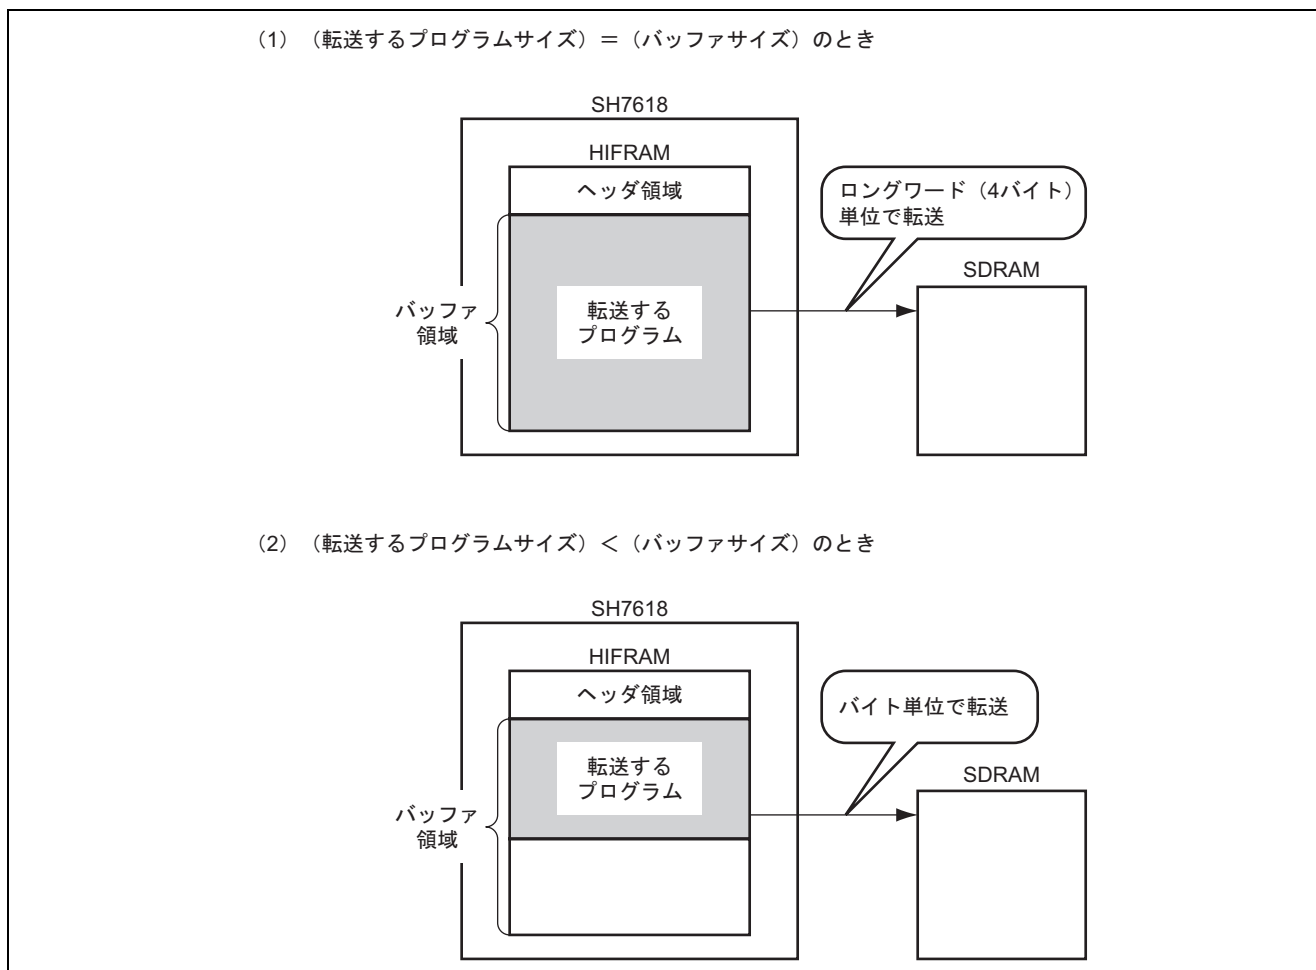 (1) (転送するプログラムサイズ) = (バッファサイズ) のとき
SH7618
HIFRAM
ヘッダ領域
ロングワード (4バイト)
単位で転送
SDRAM
バッファ
領域
転送する
プログラム
(2) (転送するプログラムサイズ) < (バッファサイズ) のとき
SH7618
HIFRAM
ヘッダ領域
バイト単位で転送
転送する
プログラム
SDRAM
バッファ
領域